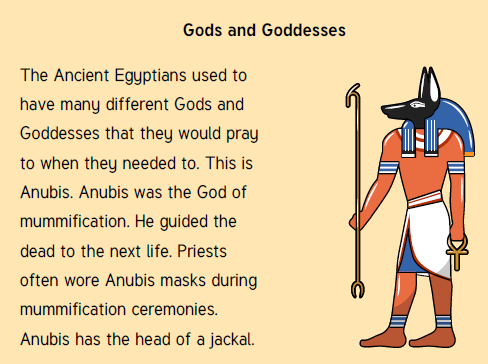 Gods and Goddesses
The Ancient Egyptians used to
have many different Gods and
Goddesses that they would pray
to when they needed to. This is
Anubis. Anubis was the God of
mummification. He guided the
dead to the next life. Priests
often wore Anubis masks during
mummification ceremonies.
Anubis has the head of a jackal.